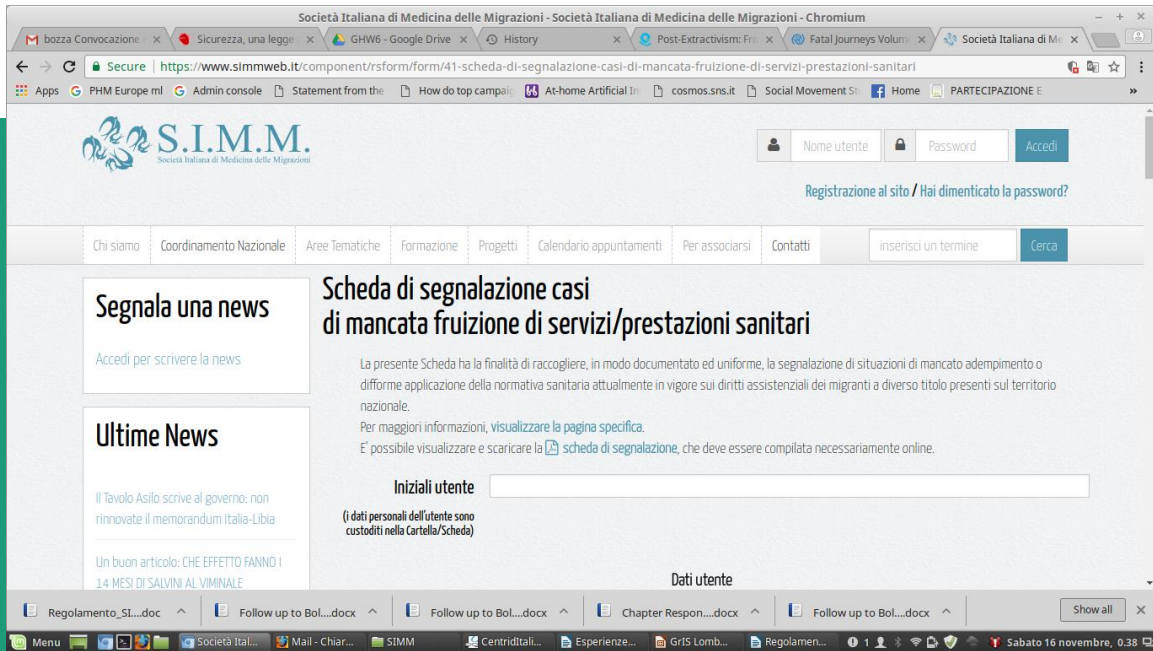 Società Italiana di Medicina delle Migrazioni - Società Italiana di Medicina delle Migrazioni - Chromium
bozza Convocazione
Sicurezza, una legge
GHW6 - Google Drive
History
Post-Extractivism: Fro
Fatal Journeys Volum
Società Italiana di Me
Secure | https://www.simmweb.it/component/rsform/form/41-scheda-di-segnalazione-casi-di-mancata-fruizione-di-servizi-prestazioni-sanitari
Apps PHM Europe ml Admin console Statement from the How do top campaig At-home Artificial In cosmos.sns.it Social Movement St Home PARTECIPAZIONE E »
S.I.M.M.
Società Italiana di Medicina delle Migrazioni
Nome utente Password Accedi
Registrazione al sito / Hai dimenticato la password?
Chi siamo Coordinamento Nazionale Aree Tematiche Formazione Progetti Calendario appuntamenti Per associarsi Contatti inserisci un termine Cerca
Segnala una news
Accedi per scrivere la news
Ultime News
Il Tavolo Asilo scrive al governo: non
rinnovate il memorandum Italia-Libia
Un buon articolo: CHE EFFETTO FANNO I
14 MESI DI SALVINI AL VIMINALE
Scheda di segnalazione casi
di mancata fruizione di servizi/prestazioni sanitari
La presente Scheda ha la finalità di raccogliere, in modo documentato ed uniforme, la segnalazione di situazioni di mancato adempimento o
difforme applicazione della normativa sanitaria attualmente in vigore sui diritti assistenziali dei migranti a diverso titolo presenti sul territorio
nazionale.
Per maggiori informazioni, visualizzare la pagina specifica.
E' possibile visualizzare e scaricare la scheda di segnalazione, che deve essere compilata necessariamente online.
Iniziali utente
(i dati personali dell'utente sono
custoditi nella Cartella/Scheda)
Dati utente
Regolamento_SI....doc Follow up to Bol....docx Follow up to Bol....docx Chapter Respon....docx Follow up to Bol....docx Show all
Menu Società Ital... Mail - Chiar... SIMM CentridItali... Esperienze... GrIS Lomb... Regolamen... 1 Sabato 16 novembre, 0.38